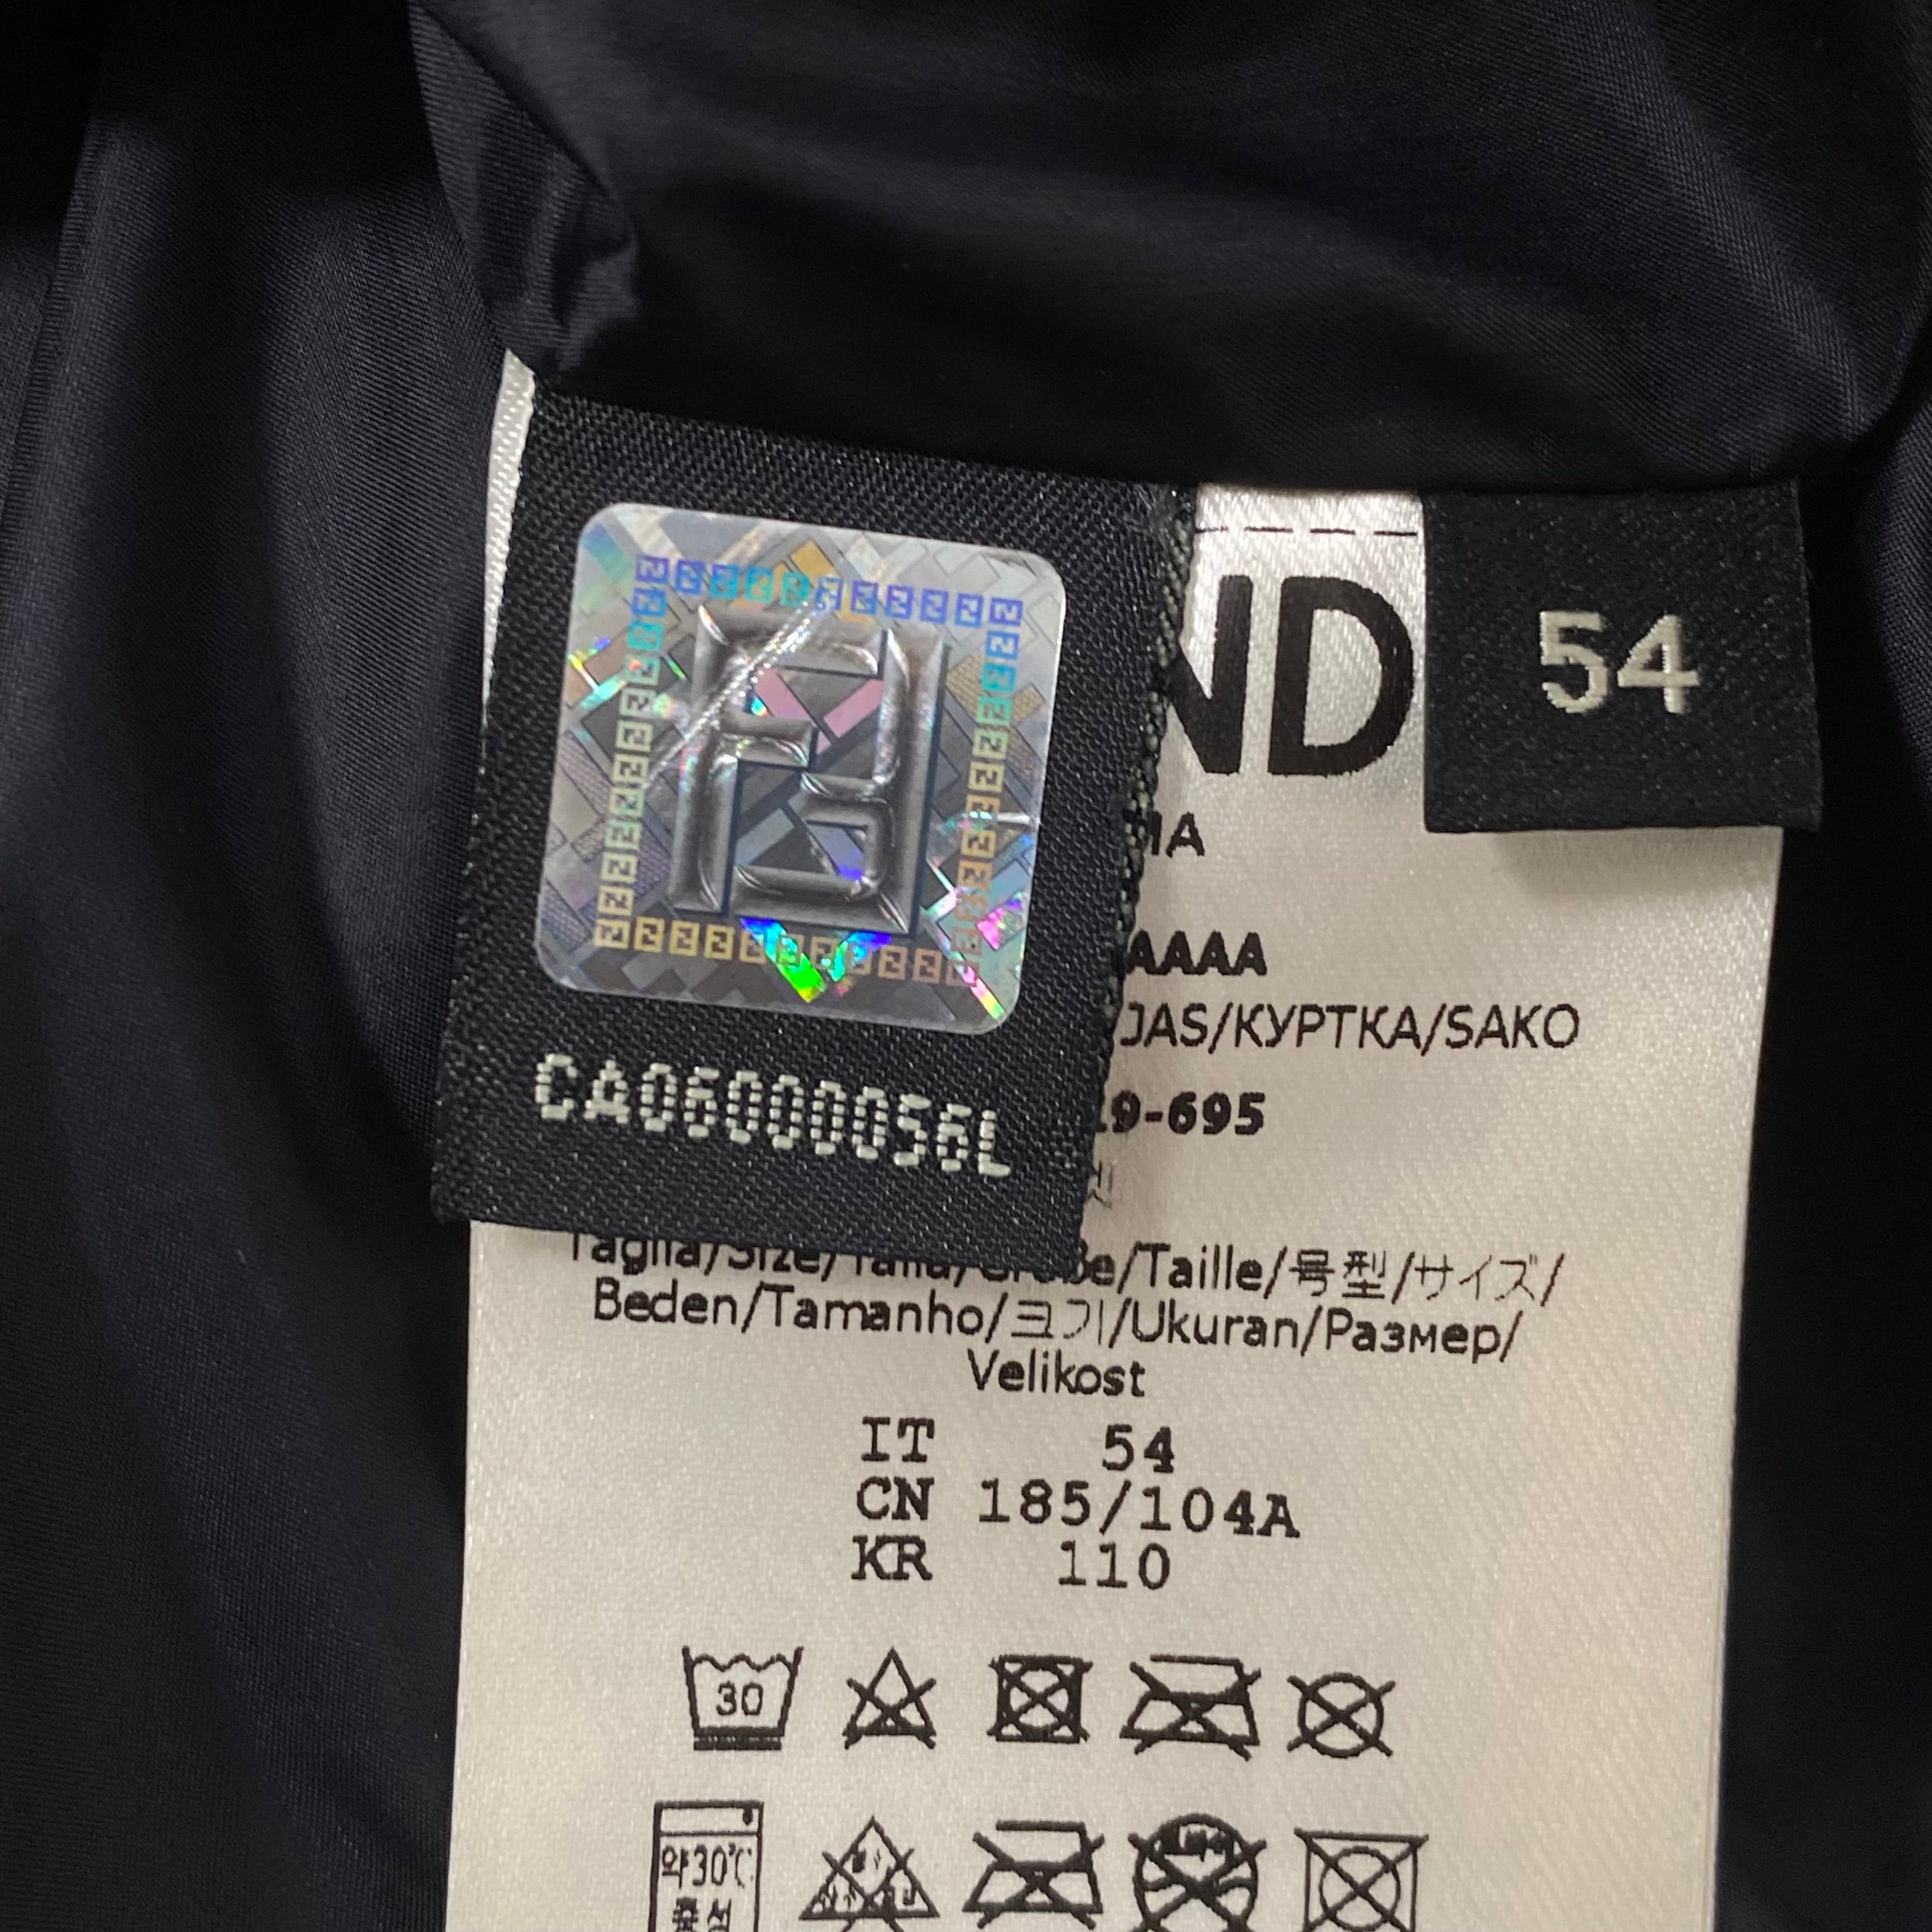 ND
54
MA
AAAA
JAS/КУРТКА/SAKO
CA06000056L
19-695
Taglia/Size/Talla/Größe/Taille/号型/サイズ/
Beden/Tamanho/크기/Ukuran/Размер/
Velikost
IT 54
CN 185/104A
KR 110
30
약30℃